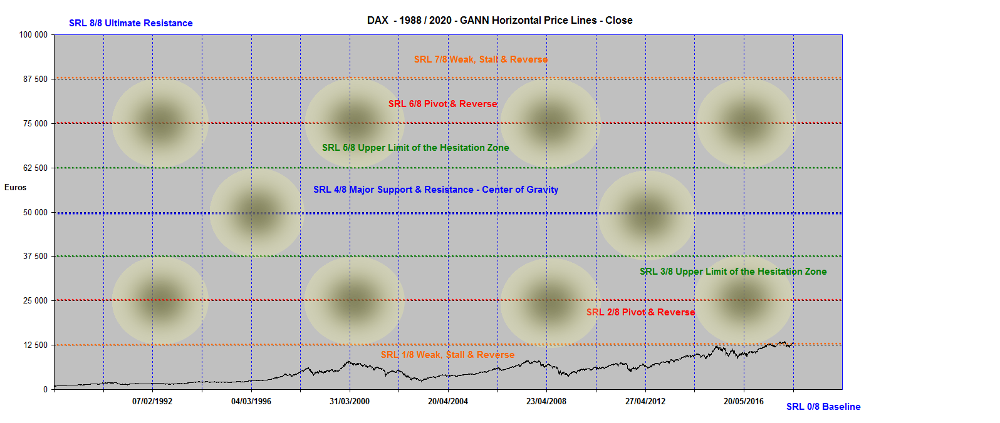 DAX - 1988 / 2020 - GANN Horizontal Price Lines - Close
SRL 8/8 Ultimate Resistance
100 000
SRL 7/8 Weak, Stall & Reverse
87 500
SRL 6/8 Pivot & Reverse
75 000
SRL 5/8 Upper Limit of the Hesitation Zone
62 500
Euros
SRL 4/8 Major Support & Resistance - Center of Gravity
50 000
37 500
SRL 3/8 Upper Limit of the Hesitation Zone
25 000
SRL 2/8 Pivot & Reverse
12 500
SRL 1/8 Weak, Stall & Reverse
0
07/02/1992 04/03/1996 31/03/2000 20/04/2004 23/04/2008 27/04/2012 20/05/2016
SRL 0/8 Baseline